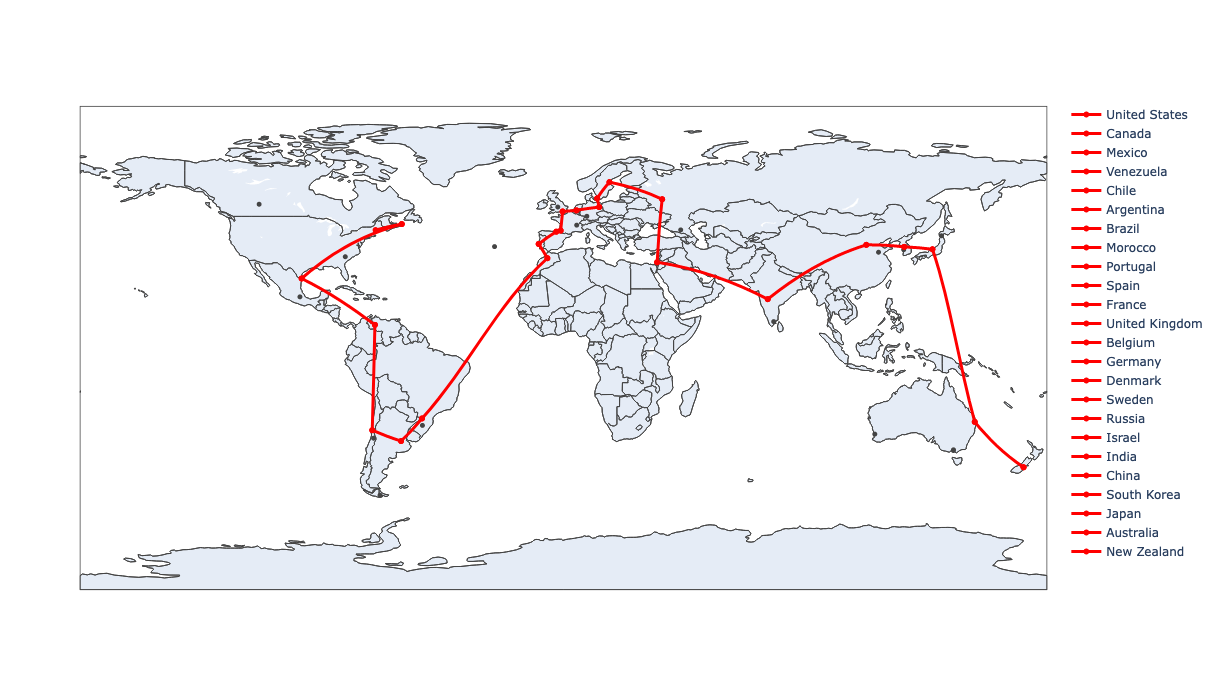 United States
Canada
Mexico
Venezuela
Chile
Argentina
Brazil
Morocco
Portugal
Spain
France
United Kingdom
Belgium
Germany
Denmark
Sweden
Russia
Israel
India
China
South Korea
Japan
Australia
New Zealand